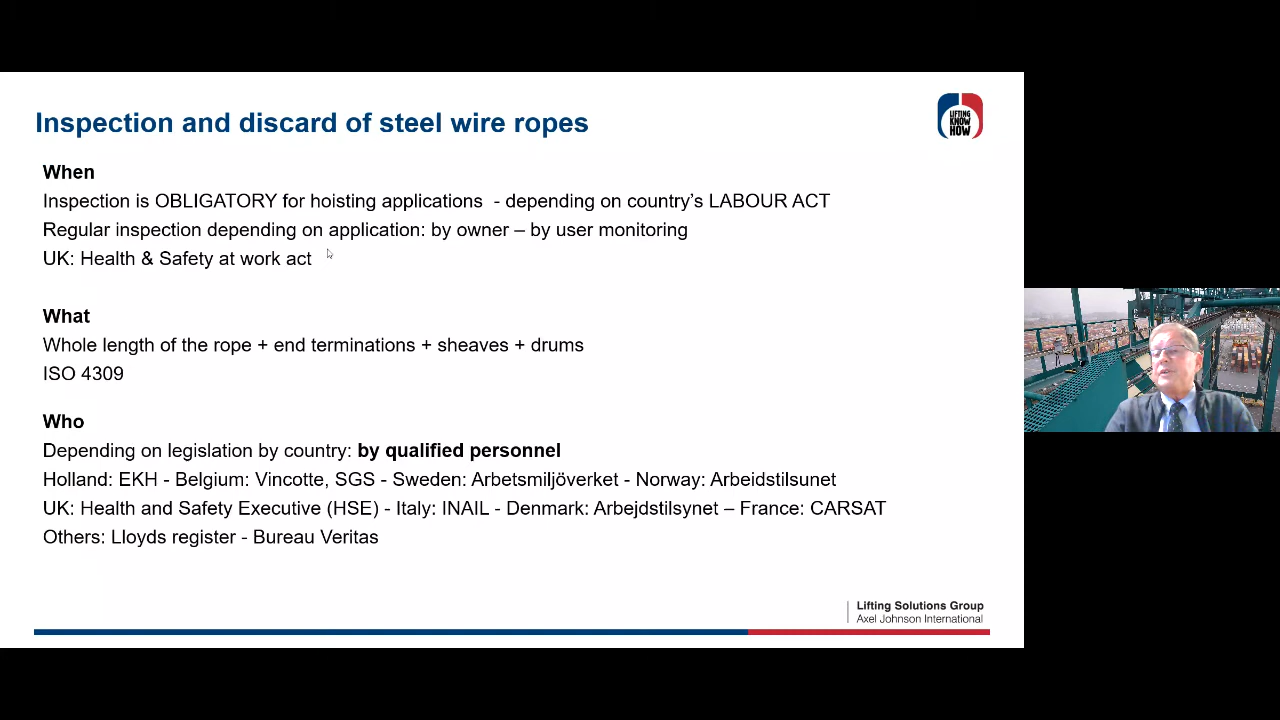 Inspection and discard of steel wire ropes
LIFTING
KNOW
HOW
When
Inspection is OBLIGATORY for hoisting applications - depending on country's LABOUR ACT
Regular inspection depending on application: by owner – by user monitoring
UK: Health & Safety at work act
What
Whole length of the rope + end terminations + sheaves + drums
ISO 4309
Who
Depending on legislation by country: by qualified personnel
Holland: EKH - Belgium: Vincotte, SGS - Sweden: Arbetsmiljöverket - Norway: Arbeidstilsunet
UK: Health and Safety Executive (HSE) - Italy: INAIL - Denmark: Arbejdstilsynet – France: CARSAT
Others: Lloyds register - Bureau Veritas
Lifting Solutions Group
Axel Johnson International